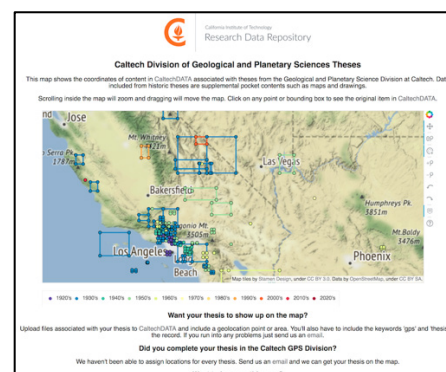 California Institute of Technology
Research Data Repository
Caltech Division of Geological and Planetary Sciences Theses
This map shows the coordinates of content in CaltechDATA associated with theses from the Geological and Planetary Science Division at Caltech. Dat
included from historic theses are supplemental pocket contents such as maps and drawings.
Scrolling inside the map will zoom and dragging will move the map. Click on any point or bounding box to see the original item in CaltechDATA.
Jose
Mt. Whitney
Serra Pk.
1787m
Las Vegas
Bakersfield
Humphreys Pk.
3851m
3505m
Mt. Baldy
3476m
Los Angeles
Long
Beach
Phoenix
Map tiles by Stamen Design, under CC BY 3.0. Data by OpenStreetMap, under CC BY SA.
1920's 1930's 1940's 1950's 1960's 1970's 1980's 1990's 2000's 2010's 2020's
Want your thesis to show up on the map?
Upload files associated with your thesis to CaltechDATA and include a geolocation point or area. You'll also have to include the keywords 'gps' and 'thesis
the record. If you run into any problems just send us an email.
Did you complete your thesis in the Caltech GPS Division?
We haven't been able to assign locations for every thesis. Send us an email and we can get your thesis on the map.